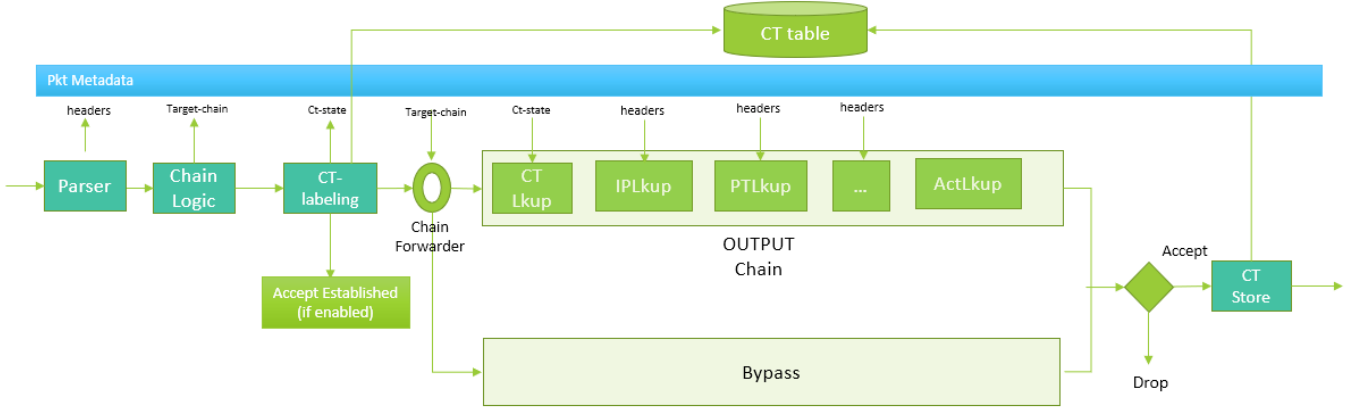 CT table
Pkt Metadata
headers
Target-chain
Ct-state
Target-chain
Ct-state
headers
headers
headers
Parser
Chain
Logic
CT-
labeling
Chain
Forwarder
CT
Lkup
IPLkup
PTLkup
...
ActLkup
OUTPUT
Chain
Accept Established
(if enabled)
Bypass
Accept
Drop
CT
Store